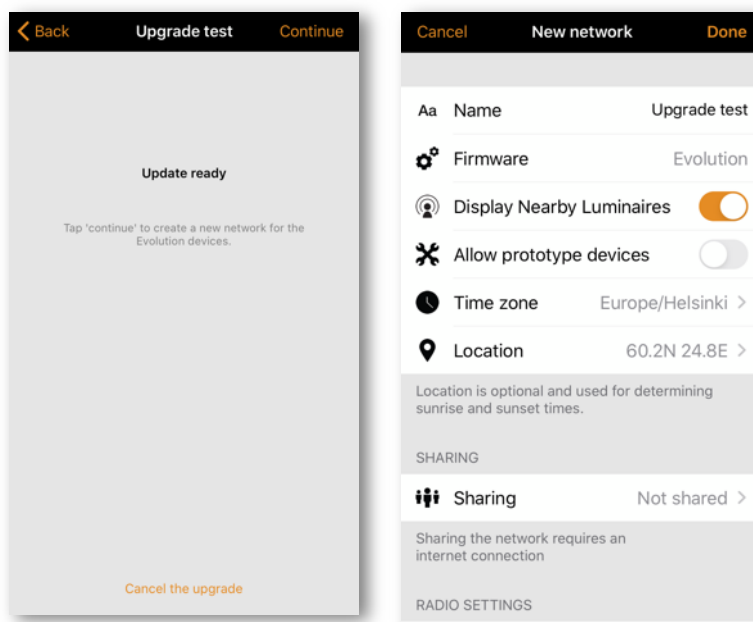 Back Upgrade test Continue
Update ready
Tap 'continue' to create a new network for the
Evolution devices.
Cancel the upgrade
Cancel New network Done
Aa Name Upgrade test
Firmware Evolution
Display Nearby Luminaires
Allow prototype devices
Time zone Europe/Helsinki
Location 60.2N 24.8E
Location is optional and used for determining
sunrise and sunset times.
SHARING
Sharing Not shared
Sharing the network requires an
internet connection
RADIO SETTINGS